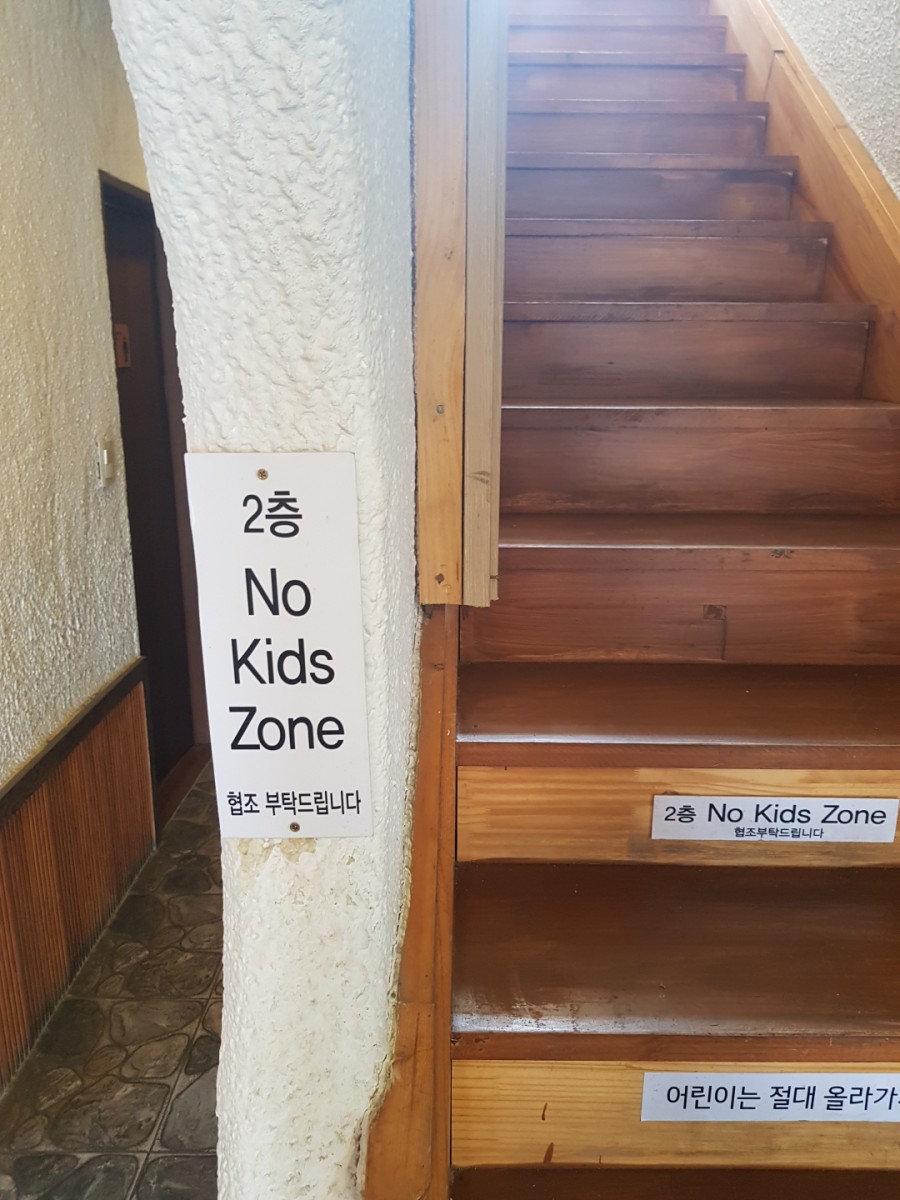 2층
No
Kids
Zone
협조 부탁드립니다
2층 No Kids Zone
협조부탁드립니다
어린이는 절대 올라가